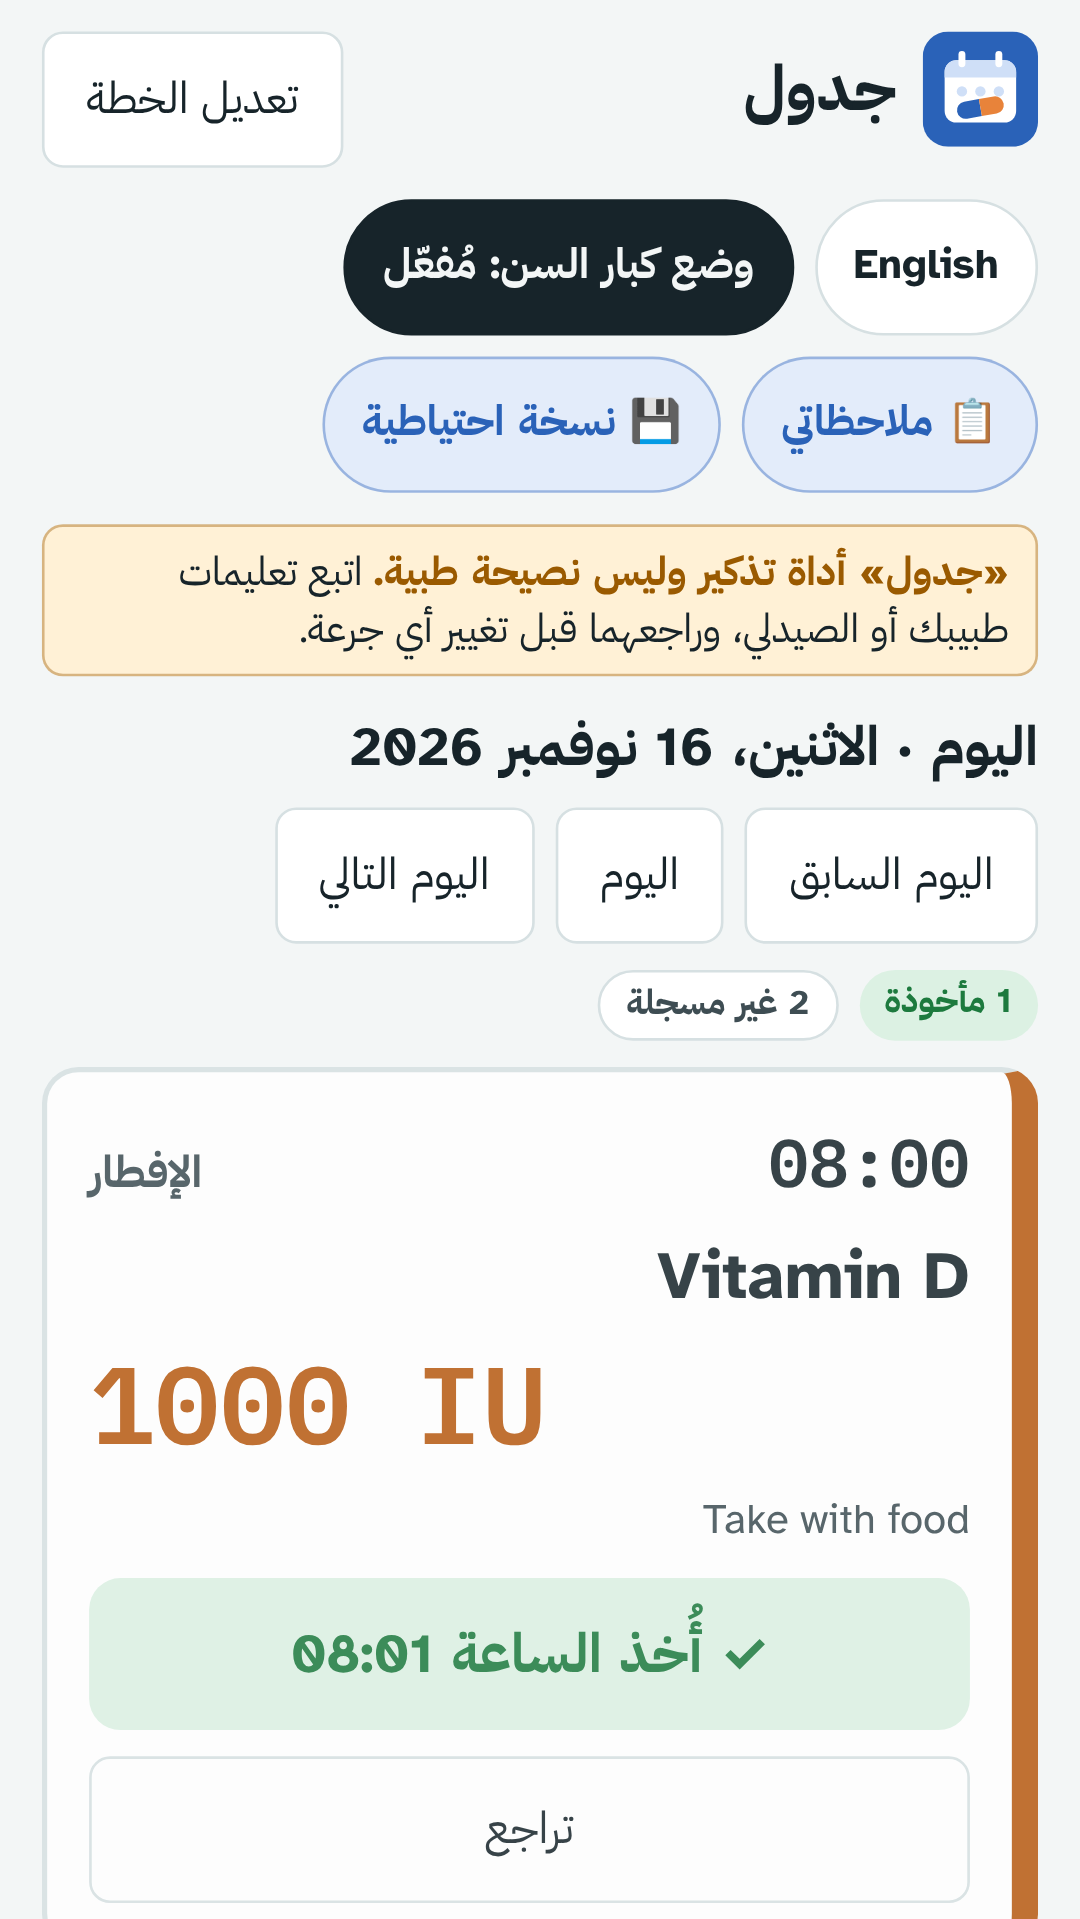 جدول
تعديل الخطة
English
وضع كبار السن: مُفعّل
📋 ملاحظاتي
💾 نسخة احتياطية
«جدول» أداة تذكير وليس نصيحة طبية. اتبع تعليمات
طبيبك أو الصيدلي، وراجعهما قبل تغيير أي جرعة.
اليوم · الاثنين، 16 نوفمبر 2026
اليوم السابق
اليوم
اليوم التالي
1 مأخوذة
2 غير مسجلة
08:00
الإفطار
Vitamin D
1000 IU
Take with food
✓ أُخذ الساعة 08:01
تراجع